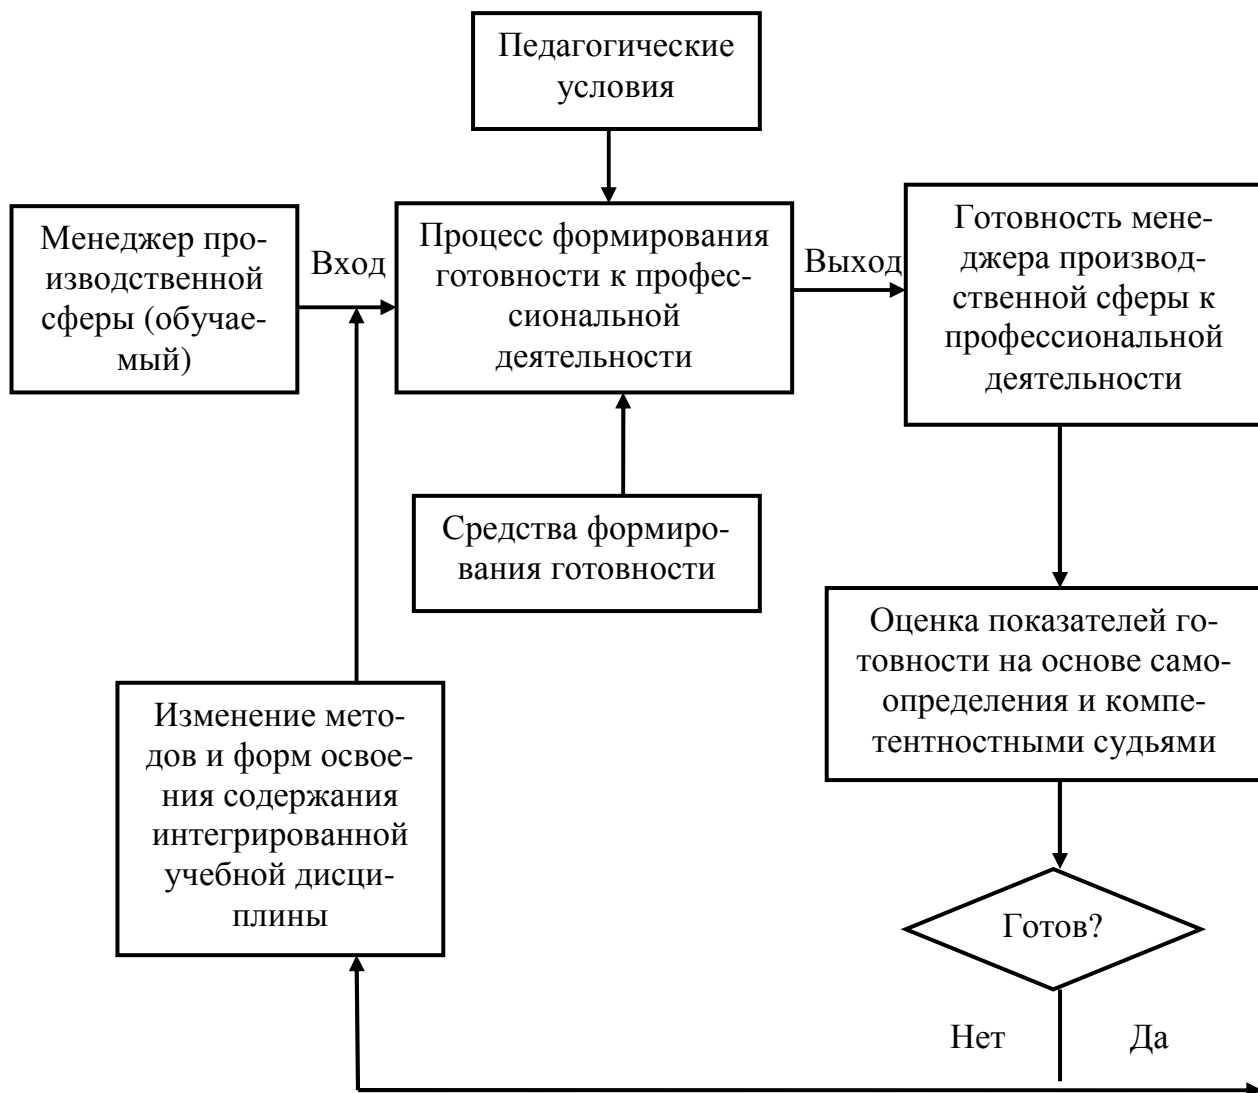 Педагогические
условия
Менеджер про-
изводственной
сферы (обучае-
мый)
Вход
Процесс формирования
готовности к профес-
сиональной
деятельности
Выход
Готовность мене-
джера производ-
ственной сферы к
профессиональной
деятельности
Средства формиро-
вания готовности
Оценка показателей го-
товности на основе само-
определения и компе-
тентностными судьями
Изменение мето-
дов и форм освое-
ния содержания
интегрированной
учебной дисци-
плины
Готов?
Нет
Да